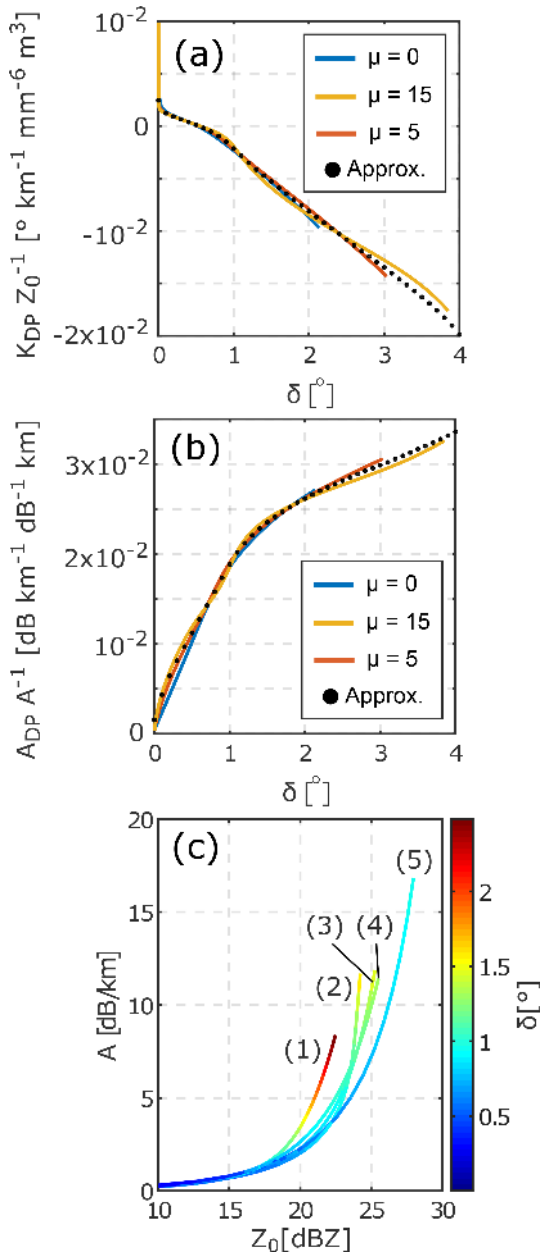 10⁻²
(a)
μ = 0
μ = 15
μ = 5
Approx.
0
-10⁻²
-2x10⁻²
K_DP Z₀⁻¹ [° km⁻¹ mm⁻⁶ m³]
0 1 2 3 4
δ [°]
(b)
3x10⁻²
2x10⁻²
10⁻²
0
A_DP A⁻¹ [dB km⁻¹ dB⁻¹ km]
μ = 0
μ = 15
μ = 5
Approx.
0 1 2 3 4
δ [°]
(c)
20
15
10
5
0
A [dB/km]
(1)
(2)
(3)
(4)
(5)
10 15 20 25 30
Z₀[dBZ]
2
1.5
1
0.5
δ[°]